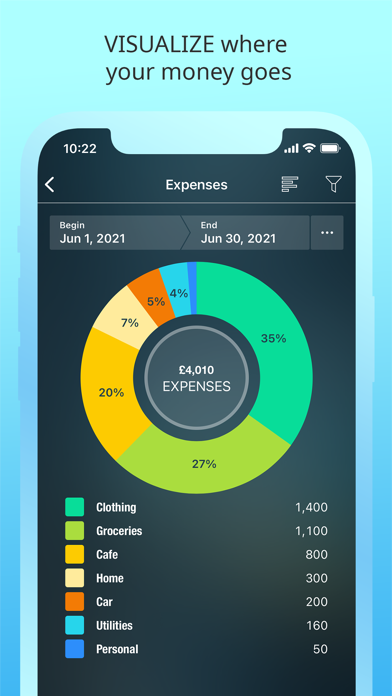 VISUALIZE where
your money goes
10:22
Expenses
Begin
Jun 1, 2021
End
Jun 30, 2021
35%
27%
20%
7%
5%
4%
£4,010
EXPENSES
Clothing 1,400
Groceries 1,100
Cafe 800
Home 300
Car 200
Utilities 160
Personal 50